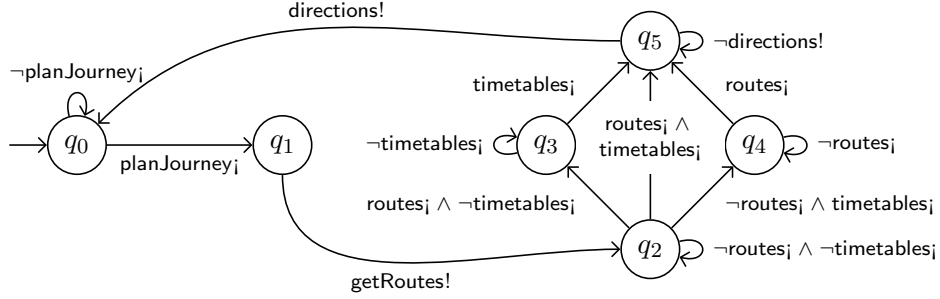 directions!
q5
¬directions!
¬planJourney¡
timetables¡
routes¡
q0
planJourney¡
q1
¬timetables¡
q3
routes¡ ∧
timetables¡
q4
¬routes¡
routes¡ ∧ ¬timetables¡
¬routes¡ ∧ timetables¡
getRoutes!
q2
¬routes¡ ∧ ¬timetables¡